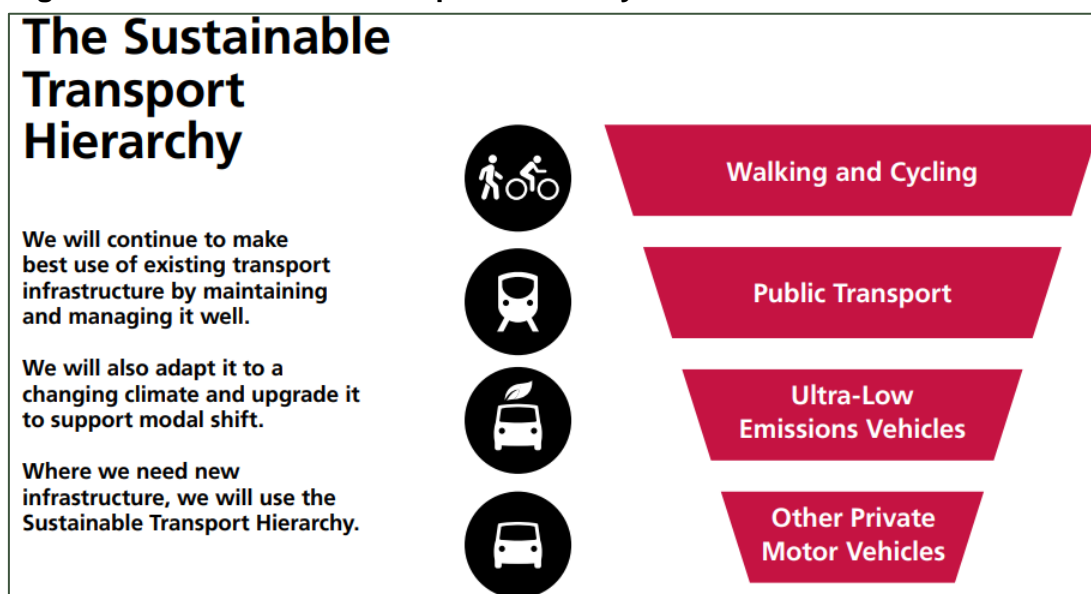 The Sustainable
Transport
Hierarchy
We will continue to make
best use of existing transport
infrastructure by maintaining
and managing it well.
We will also adapt it to a
changing climate and upgrade it
to support modal shift.
Where we need new
infrastructure, we will use the
Sustainable Transport Hierarchy.
Walking and Cycling
Public Transport
Ultra-Low
Emissions Vehicles
Other Private
Motor Vehicles